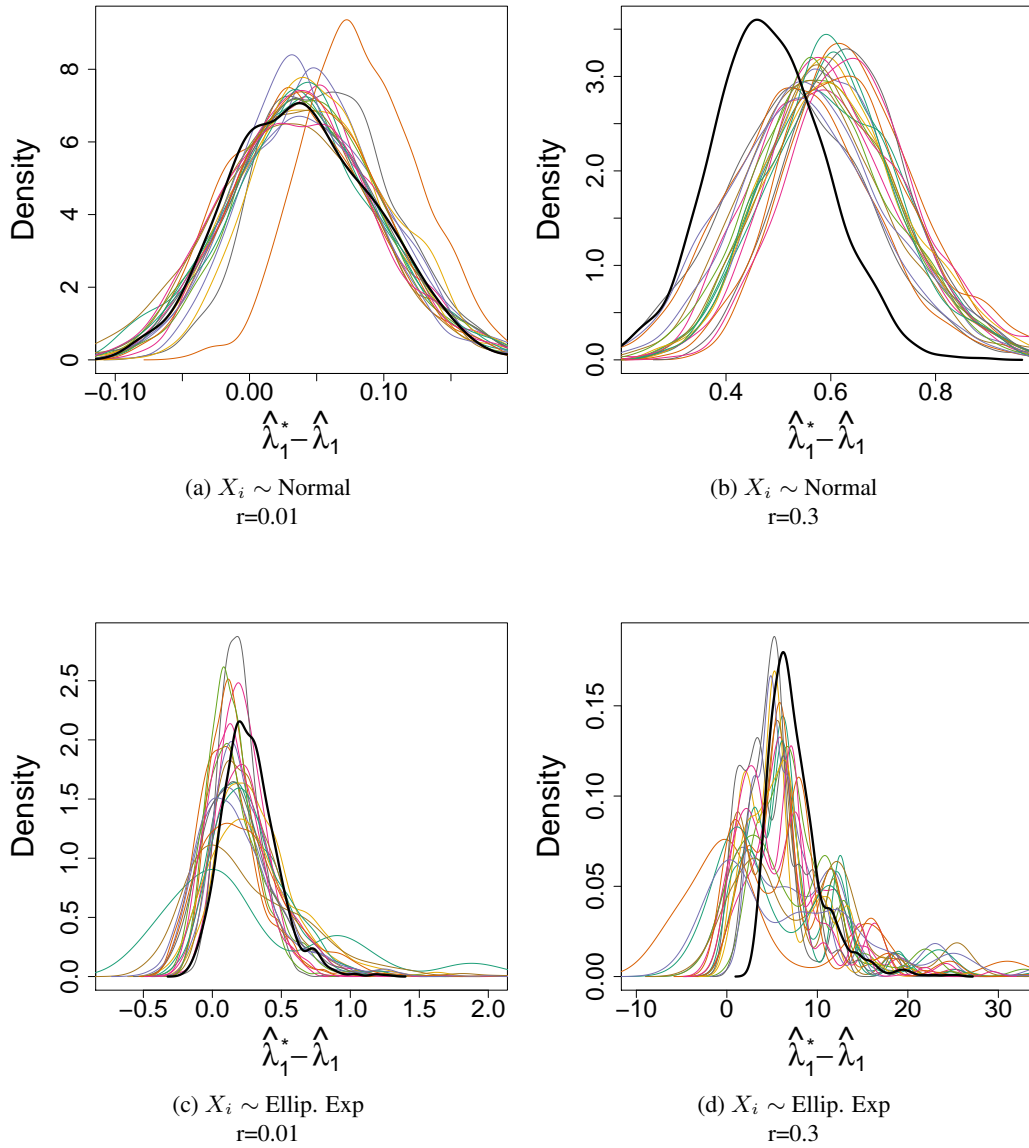 Density
0 2 4 6 8
−0.10 0.00 0.10
λ̂₁* − λ̂₁
(a) Xᵢ ∼ Normal
r=0.01
Density
0.0 1.0 2.0 3.0
0.4 0.6 0.8
λ̂₁* − λ̂₁
(b) Xᵢ ∼ Normal
r=0.3
Density
0.0 0.5 1.0 1.5 2.0 2.5
−0.5 0.0 0.5 1.0 1.5 2.0
λ̂₁* − λ̂₁
(c) Xᵢ ∼ Ellip. Exp
r=0.01
Density
0.00 0.05 0.10 0.15
−10 0 10 20 30
λ̂₁* − λ̂₁
(d) Xᵢ ∼ Ellip. Exp
r=0.3